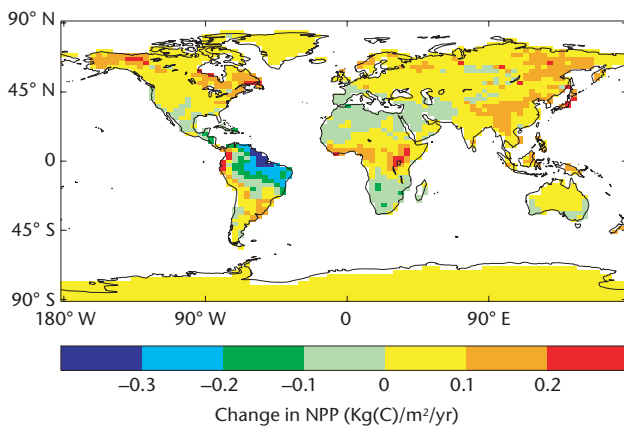 90° N
45° N
0
45° S
90° S
180° W 90° W 0 90° E
–0.3 –0.2 –0.1 0 0.1 0.2
Change in NPP (Kg(C)/m²/yr)